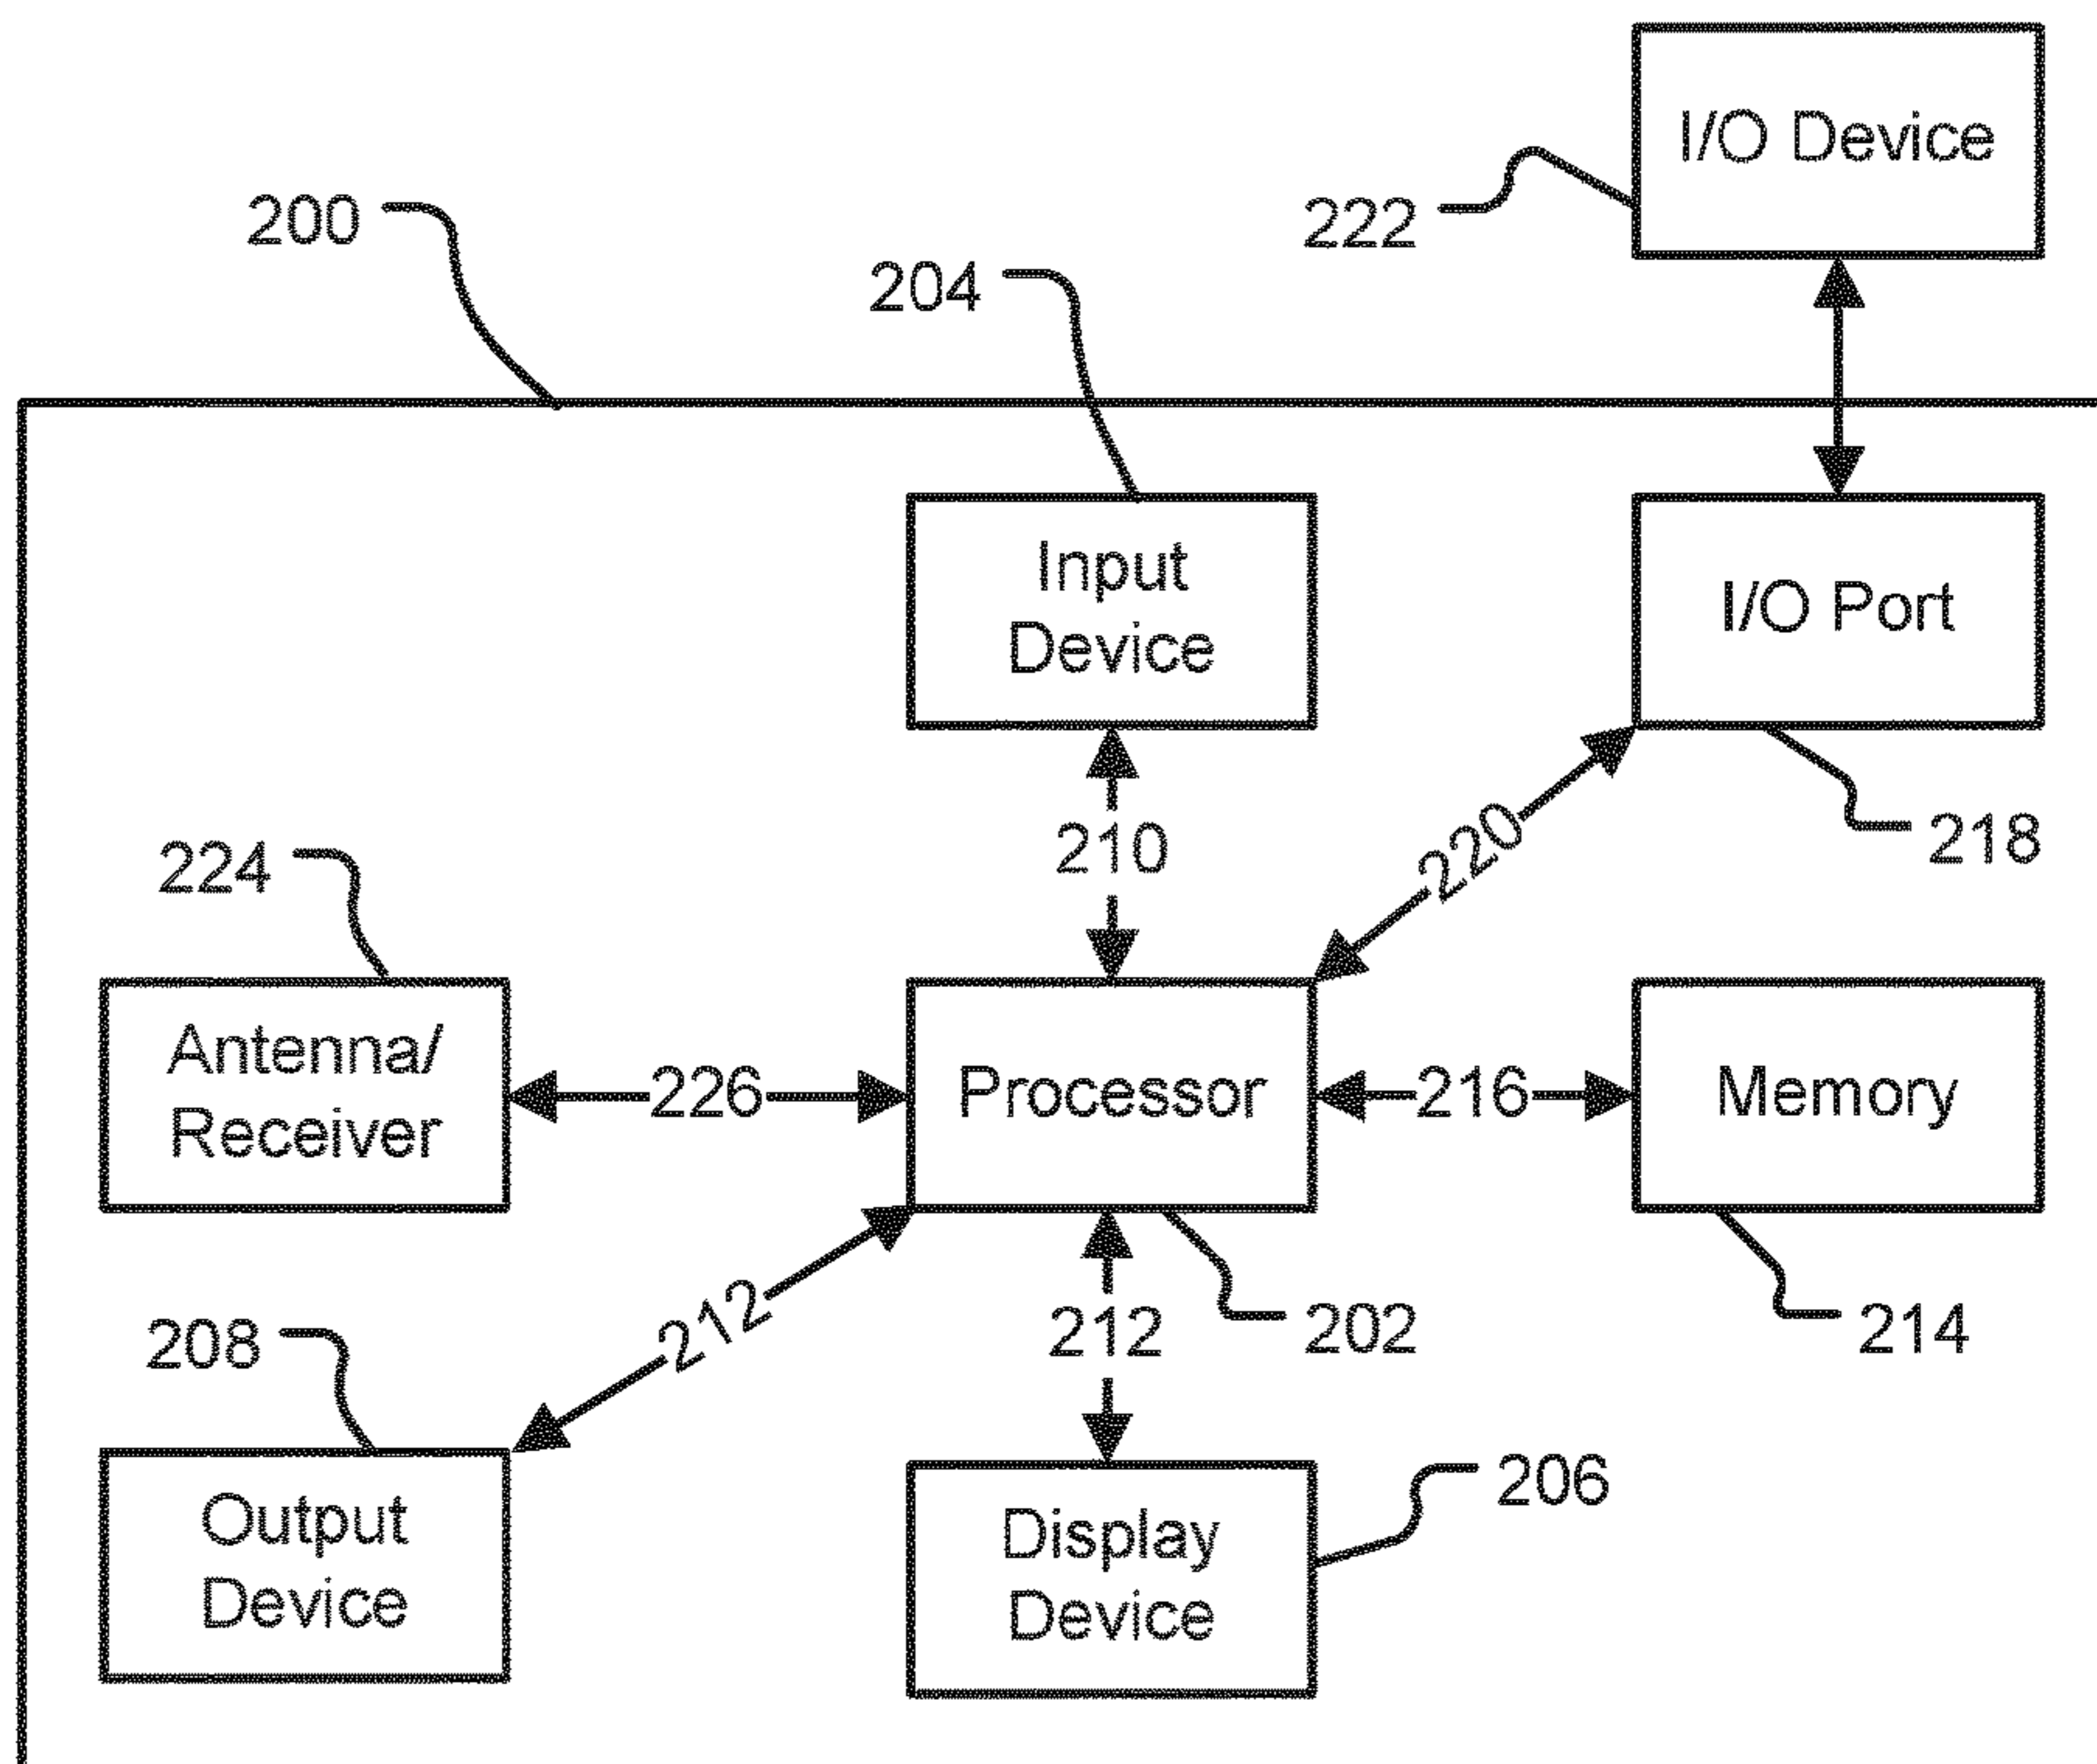 I/O Device
200
222
204
Input
Device
I/O Port
210
220
218
224
Antenna/
Receiver
226
Processor
216
Memory
208
212
212
202
214
206
Output
Device
Display
Device